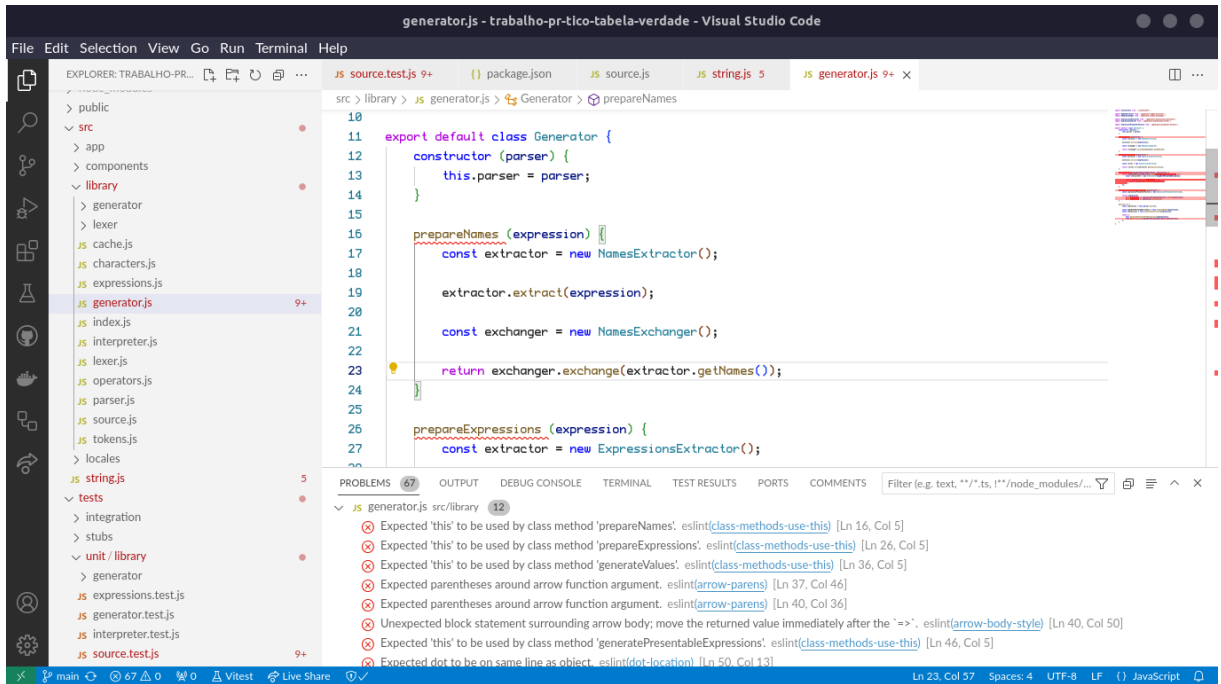 generator.js - trabalho-pr-tico-tabela-verdade - Visual Studio Code
File Edit Selection View Go Run Terminal Help
EXPLORER: TRABALHO-PR...
node_modules
public
src
app
components
library
generator
lexer
JS cache.js
JS characters.js
JS expressions.js
JS generator.js 9+
JS index.js
JS interpreter.js
JS lexer.js
JS operators.js
JS parser.js
JS source.js
JS tokens.js
locales
JS string.js 5
tests
integration
stubs
unit / library
generator
JS expressions.test.js
JS generator.test.js
JS interpreter.test.js
JS source.test.js 9+
JS source.test.js 9+ {} package.json JS source.js JS string.js 5 JS generator.js 9+
src > library > JS generator.js > Generator > prepareNames
10
11 export default class Generator {
12 constructor (parser) {
13 this.parser = parser;
14 }
15
16 prepareNames (expression) {
17 const extractor = new NamesExtractor();
18
19 extractor.extract(expression);
20
21 const exchanger = new NamesExchanger();
22
23 return exchanger.exchange(extractor.getNames());
24 }
25
26 prepareExpressions (expression) {
27 const extractor = new ExpressionsExtractor();
PROBLEMS 67 OUTPUT DEBUG CONSOLE TERMINAL TEST RESULTS PORTS COMMENTS Filter (e.g. text, **/*.ts, !**/node_modules/...
JS generator.js src/library 12
Expected 'this' to be used by class method 'prepareNames'. eslint(class-methods-use-this) [Ln 16, Col 5]
Expected 'this' to be used by class method 'prepareExpressions'. eslint(class-methods-use-this) [Ln 26, Col 5]
Expected 'this' to be used by class method 'generateValues'. eslint(class-methods-use-this) [Ln 36, Col 5]
Expected parentheses around arrow function argument. eslint(arrow-parens) [Ln 37, Col 46]
Expected parentheses around arrow function argument. eslint(arrow-parens) [Ln 40, Col 36]
Unexpected block statement surrounding arrow body; move the returned value immediately after the `=>`. eslint(arrow-body-style) [Ln 40, Col 50]
Expected 'this' to be used by class method 'generatePresentableExpressions'. eslint(class-methods-use-this) [Ln 46, Col 5]
Expected dot to be on same line as object. eslint(dot-location) [Ln 50, Col 13]
main 67 0 0 Vitest Live Share Ln 23, Col 57 Spaces: 4 UTF-8 LF {} JavaScript